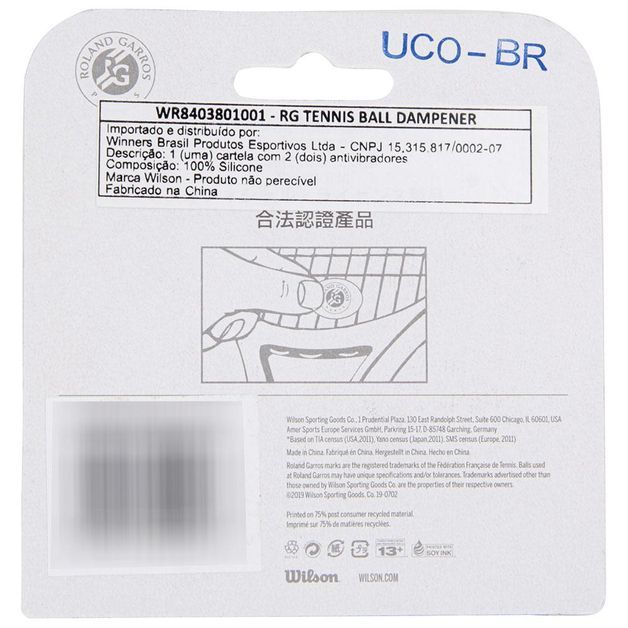 ROLAND GARROS
RG
PARIS
UCO-BR
WR8403801001 - RG TENNIS BALL DAMPENER
Importado e distribuído por:
Winners Brasil Produtos Esportivos Ltda - CNPJ 15,315.817/0002-07
Descrição: 1 (uma) cartela com 2 (dois) antivibradores
Composição: 100% Silicone
Marca Wilson - Produto não perecível
Fabricado na China
合法認證產品
ROLAND GARROS
RG
Wilson Sporting Goods Co., 1 Prudential Plaza, 130 East Randolph Street, Suite 600 Chicago, IL 60601, USA
Amer Sports Europe Services GmbH, Parkring 15-17, D-85748 Garching, Germany
*Based on TIA census (USA,2011), Yano census (Japan,2011), SMS census (Europe, 2011)
Made in China. Fabriqué en Chine. Hergestellt in China. Hecho en China.
Roland Garros marks are the registered trademarks of the Fédération Française de Tennis. Balls used
at Roland Garros may have unique specifications and/or tolerances. Trademarks advertised other than
those owned by Wilson Sporting Goods Co. are the properties of their respective owners.
©2019 Wilson Sporting Goods Co. 19-0702
Printed on 75% post consumer recycled material.
Imprimé sur 75% de matières recyclées.
13+
PRINTED WITH
SOY INK
Wilson
WILSON.COM